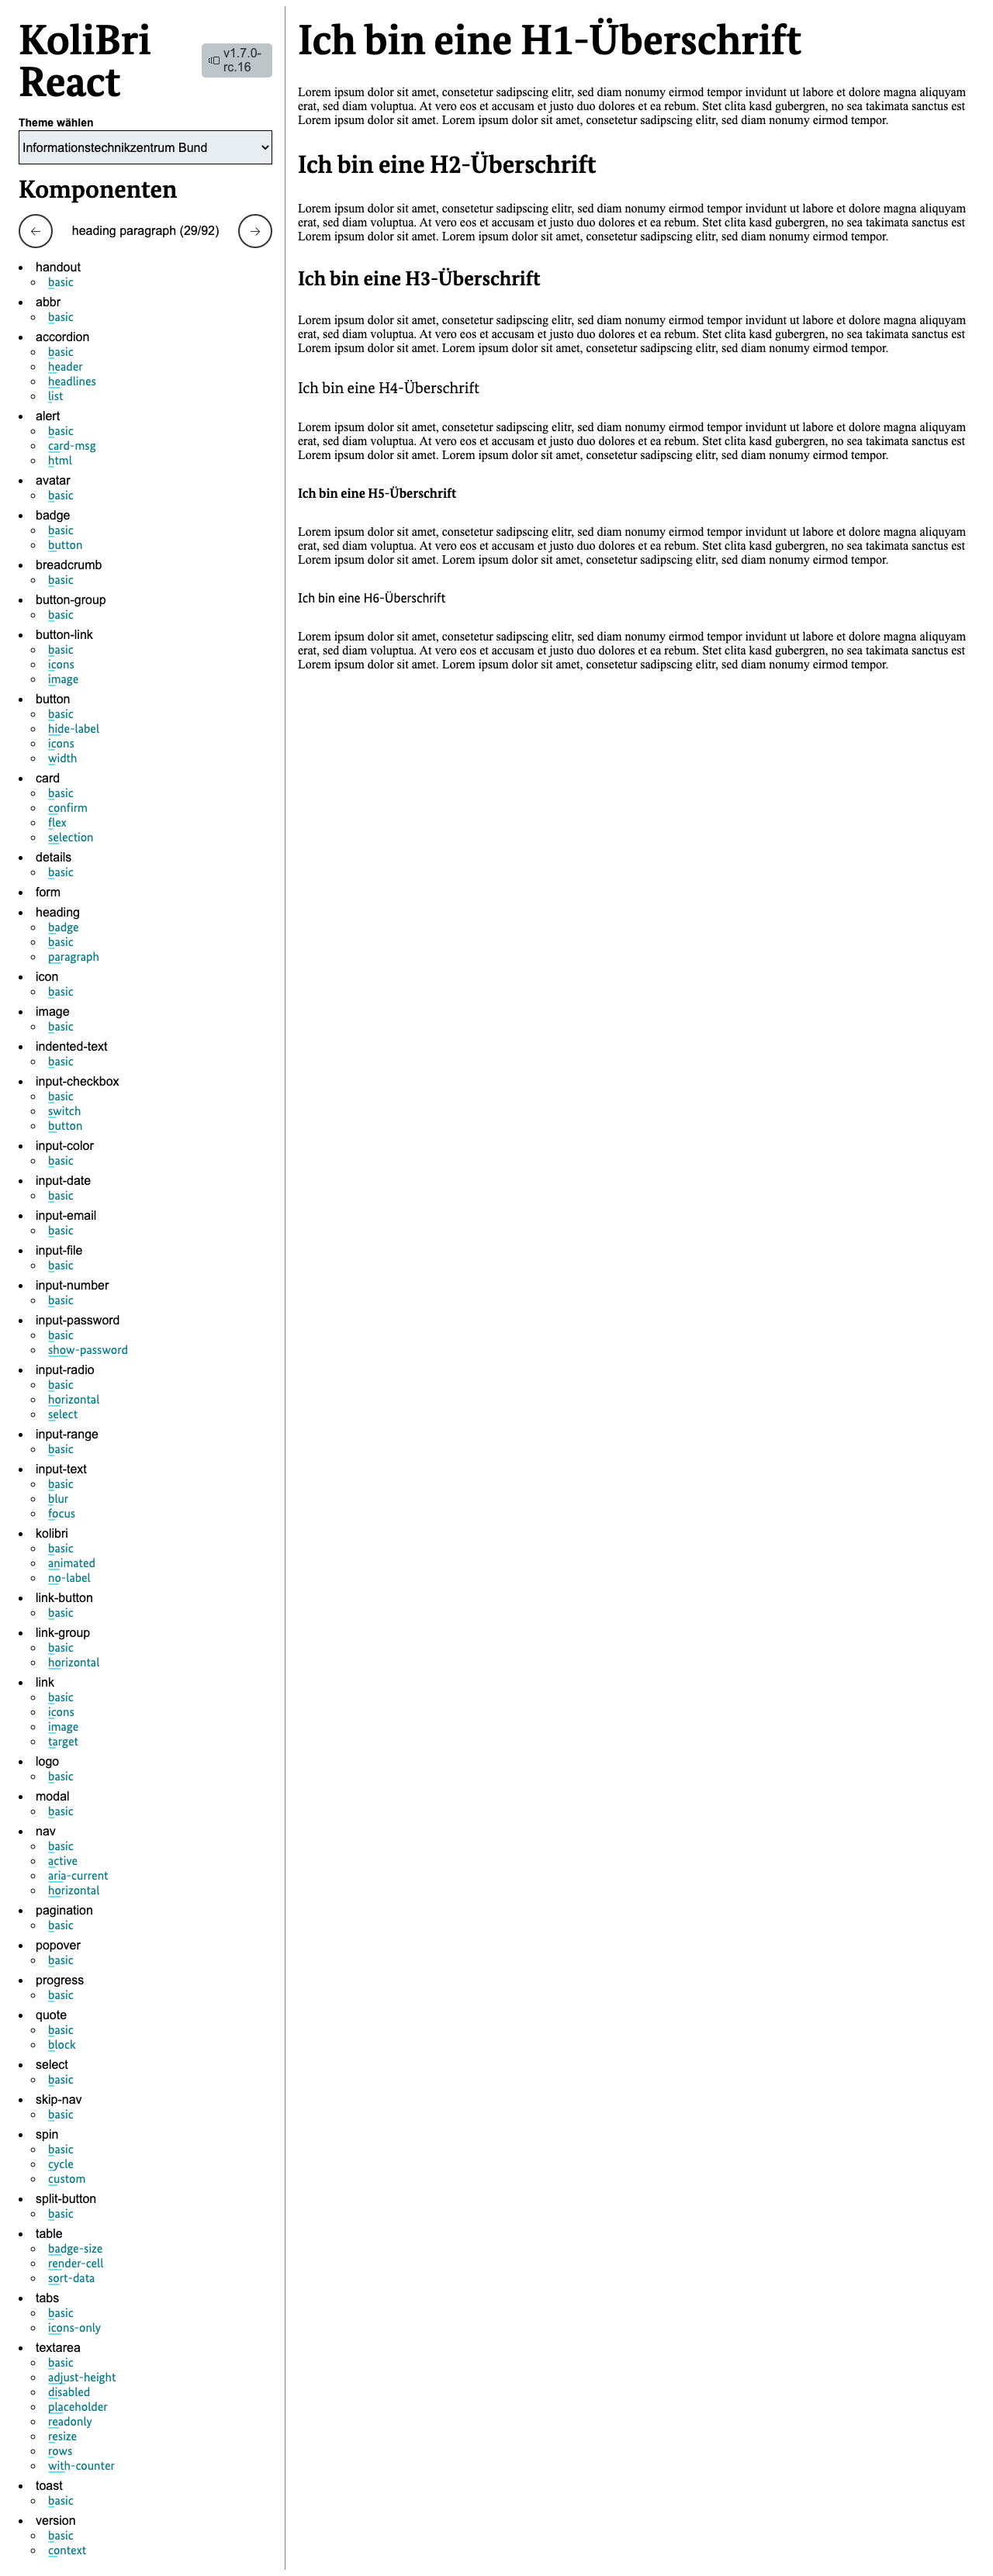 KoliBri
React
v1.7.0-
rc.16
Theme wählen
Informationstechnikzentrum Bund
Komponenten
heading paragraph (29/92)
handout
basic
abbr
basic
accordion
basic
header
headlines
list
alert
basic
card-msg
html
avatar
basic
badge
basic
button
breadcrumb
basic
button-group
basic
button-link
basic
icons
image
button
basic
hide-label
icons
width
card
basic
confirm
flex
selection
details
basic
form
heading
badge
basic
paragraph
icon
basic
image
basic
indented-text
basic
input-checkbox
basic
switch
button
input-color
basic
input-date
basic
input-email
basic
input-file
basic
input-number
basic
input-password
basic
show-password
input-radio
basic
horizontal
select
input-range
basic
input-text
basic
blur
focus
kolibri
basic
animated
no-label
link-button
basic
link-group
basic
horizontal
link
basic
icons
image
target
logo
basic
modal
basic
nav
basic
active
aria-current
horizontal
pagination
basic
popover
basic
progress
basic
quote
basic
block
select
basic
skip-nav
basic
spin
basic
cycle
custom
split-button
basic
table
badge-size
render-cell
sort-data
tabs
basic
icons-only
textarea
basic
adjust-height
disabled
placeholder
readonly
resize
rows
with-counter
toast
basic
version
basic
context
Ich bin eine H1-Überschrift
Lorem ipsum dolor sit amet, consetetur sadipscing elitr, sed diam nonumy eirmod tempor invidunt ut labore et dolore magna aliquyam
erat, sed diam voluptua. At vero eos et accusam et justo duo dolores et ea rebum. Stet clita kasd gubergren, no sea takimata sanctus est
Lorem ipsum dolor sit amet. Lorem ipsum dolor sit amet, consetetur sadipscing elitr, sed diam nonumy eirmod tempor.
Ich bin eine H2-Überschrift
Lorem ipsum dolor sit amet, consetetur sadipscing elitr, sed diam nonumy eirmod tempor invidunt ut labore et dolore magna aliquyam
erat, sed diam voluptua. At vero eos et accusam et justo duo dolores et ea rebum. Stet clita kasd gubergren, no sea takimata sanctus est
Lorem ipsum dolor sit amet. Lorem ipsum dolor sit amet, consetetur sadipscing elitr, sed diam nonumy eirmod tempor.
Ich bin eine H3-Überschrift
Lorem ipsum dolor sit amet, consetetur sadipscing elitr, sed diam nonumy eirmod tempor invidunt ut labore et dolore magna aliquyam
erat, sed diam voluptua. At vero eos et accusam et justo duo dolores et ea rebum. Stet clita kasd gubergren, no sea takimata sanctus est
Lorem ipsum dolor sit amet. Lorem ipsum dolor sit amet, consetetur sadipscing elitr, sed diam nonumy eirmod tempor.
Ich bin eine H4-Überschrift
Lorem ipsum dolor sit amet, consetetur sadipscing elitr, sed diam nonumy eirmod tempor invidunt ut labore et dolore magna aliquyam
erat, sed diam voluptua. At vero eos et accusam et justo duo dolores et ea rebum. Stet clita kasd gubergren, no sea takimata sanctus est
Lorem ipsum dolor sit amet. Lorem ipsum dolor sit amet, consetetur sadipscing elitr, sed diam nonumy eirmod tempor.
Ich bin eine H5-Überschrift
Lorem ipsum dolor sit amet, consetetur sadipscing elitr, sed diam nonumy eirmod tempor invidunt ut labore et dolore magna aliquyam
erat, sed diam voluptua. At vero eos et accusam et justo duo dolores et ea rebum. Stet clita kasd gubergren, no sea takimata sanctus est
Lorem ipsum dolor sit amet. Lorem ipsum dolor sit amet, consetetur sadipscing elitr, sed diam nonumy eirmod tempor.
Ich bin eine H6-Überschrift
Lorem ipsum dolor sit amet, consetetur sadipscing elitr, sed diam nonumy eirmod tempor invidunt ut labore et dolore magna aliquyam
erat, sed diam voluptua. At vero eos et accusam et justo duo dolores et ea rebum. Stet clita kasd gubergren, no sea takimata sanctus est
Lorem ipsum dolor sit amet. Lorem ipsum dolor sit amet, consetetur sadipscing elitr, sed diam nonumy eirmod tempor.